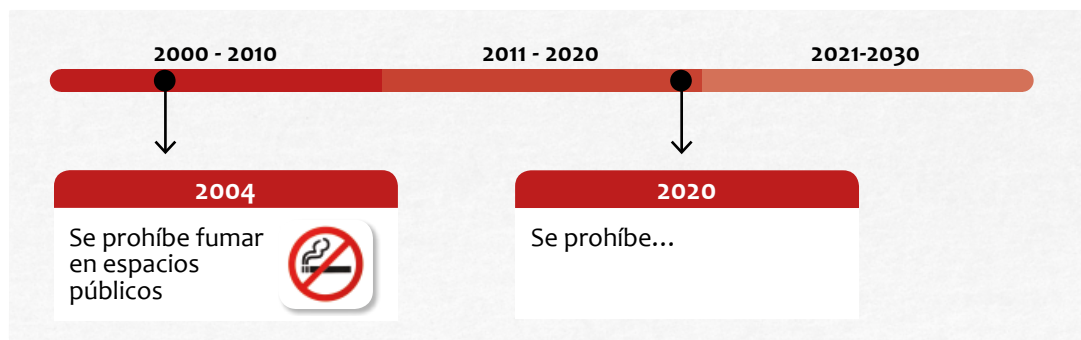 2000 - 2010
2011 - 2020
2021-2030
2004
Se prohíbe fumar
en espacios
públicos
2020
Se prohíbe...